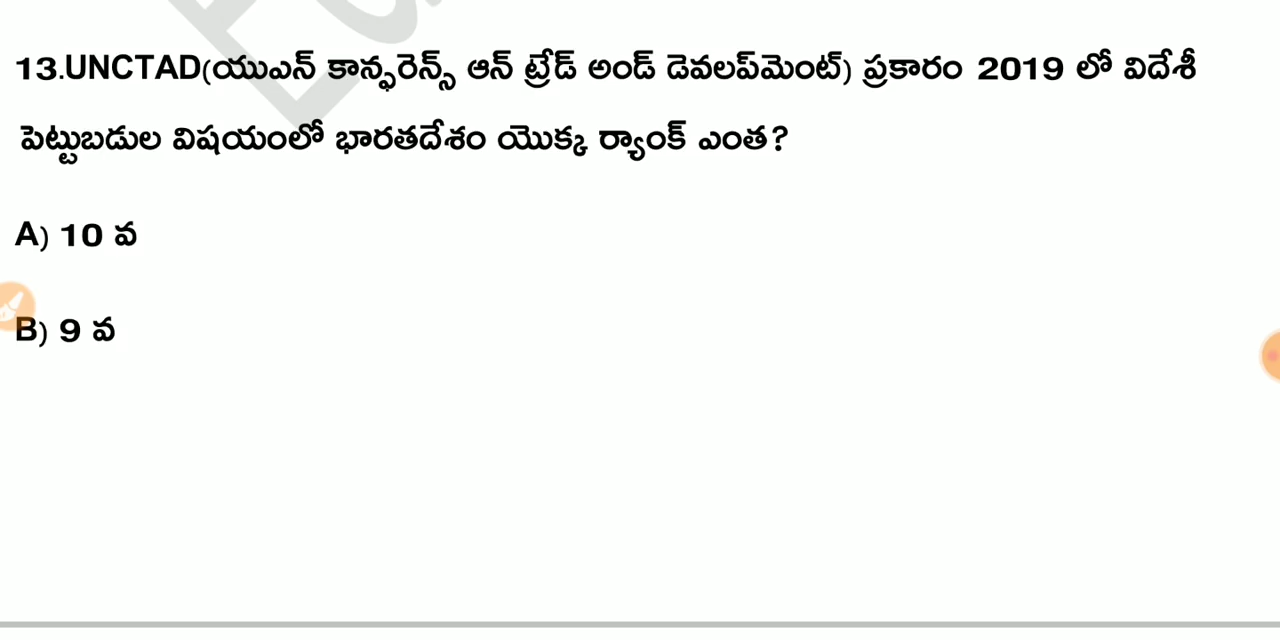 13.UNCTAD(యుఎన్ కాన్ఫరెన్స్ ఆన్ ట్రేడ్ అండ్ డెవలప్‌మెంట్) ప్రకారం 2019 లో విదేశీ
పెట్టుబడుల విషయంలో భారతదేశం యొక్క ర్యాంక్ ఎంత?
A) 10 వ
B) 9 వ